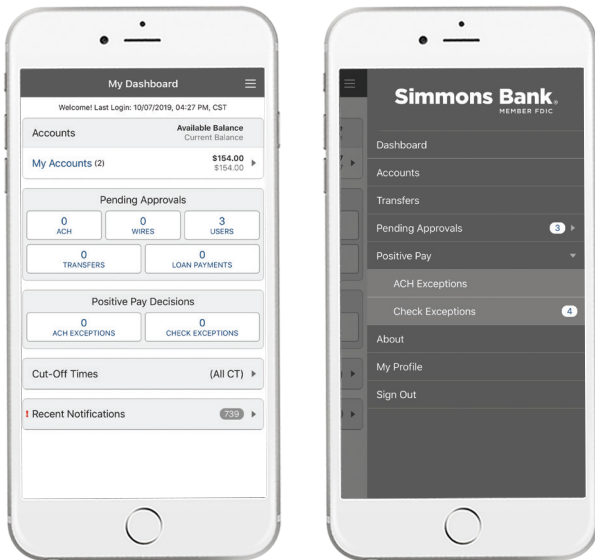 My Dashboard
Welcome! Last Login: 10/07/2019, 04:27 PM, CST
Accounts
Available Balance
Current Balance
My Accounts (2)
$154.00
$154.00
Pending Approvals
0
ACH
0
WIRES
3
USERS
0
TRANSFERS
0
LOAN PAYMENTS
Positive Pay Decisions
0
ACH EXCEPTIONS
0
CHECK EXCEPTIONS
Cut-Off Times
(All CT)
! Recent Notifications
739
Simmons Bank®
MEMBER FDIC
Dashboard
Accounts
Transfers
Pending Approvals
3
Positive Pay
ACH Exceptions
Check Exceptions
4
About
My Profile
Sign Out